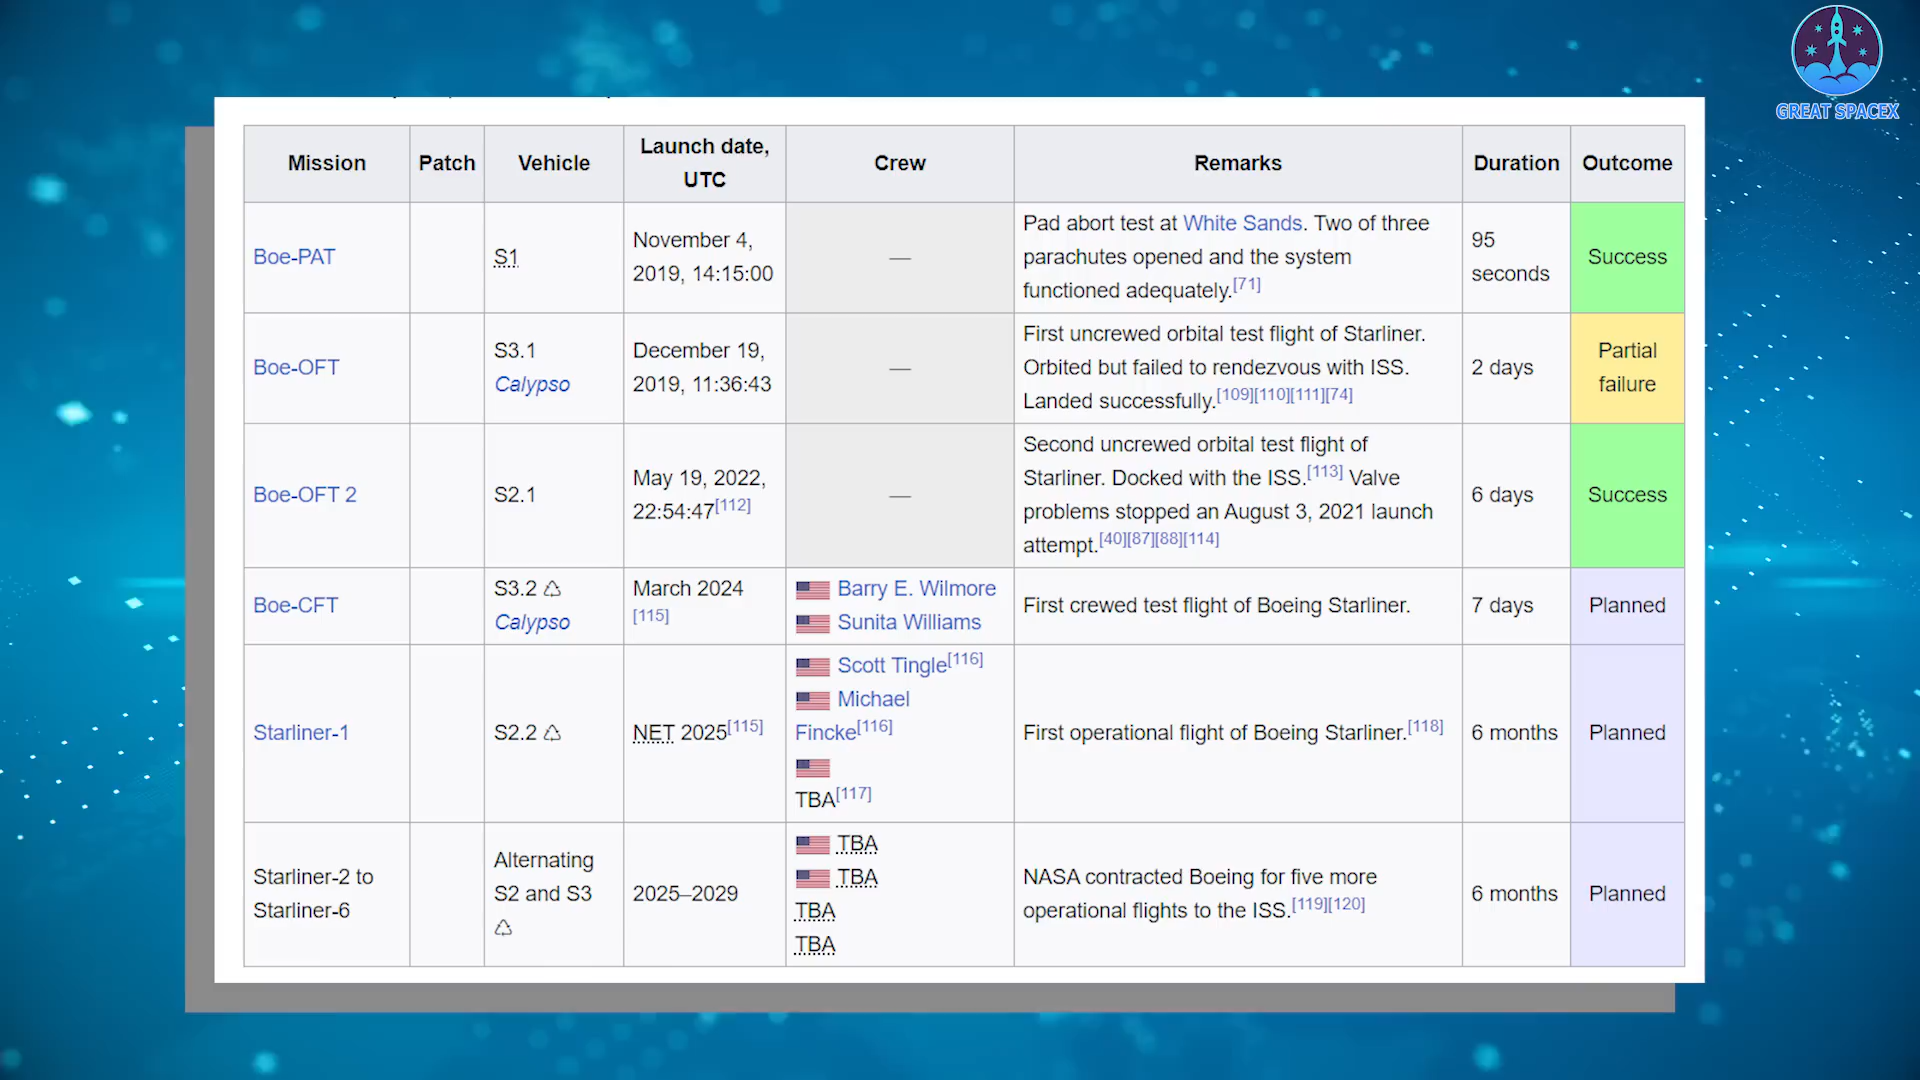 GREAT SPACEX
Mission
Patch
Vehicle
Launch date,
UTC
Crew
Remarks
Duration
Outcome
Boe-PAT
S1
November 4,
2019, 14:15:00
—
Pad abort test at White Sands. Two of three
parachutes opened and the system
functioned adequately.[71]
95
seconds
Success
Boe-OFT
S3.1
Calypso
December 19,
2019, 11:36:43
—
First uncrewed orbital test flight of Starliner.
Orbited but failed to rendezvous with ISS.
Landed successfully.[109][110][111][74]
2 days
Partial
failure
Boe-OFT 2
S2.1
May 19, 2022,
22:54:47[112]
—
Second uncrewed orbital test flight of
Starliner. Docked with the ISS.[113] Valve
problems stopped an August 3, 2021 launch
attempt.[40][87][88][114]
6 days
Success
Boe-CFT
S3.2 ♺
Calypso
March 2024
[115]
Barry E. Wilmore
Sunita Williams
First crewed test flight of Boeing Starliner.
7 days
Planned
Starliner-1
S2.2 ♺
NET 2025[115]
Scott Tingle[116]
Michael
Fincke[116]
TBA[117]
First operational flight of Boeing Starliner.[118]
6 months
Planned
Starliner-2 to
Starliner-6
Alternating
S2 and S3
♺
2025–2029
TBA
TBA
TBA
TBA
NASA contracted Boeing for five more
operational flights to the ISS.[119][120]
6 months
Planned